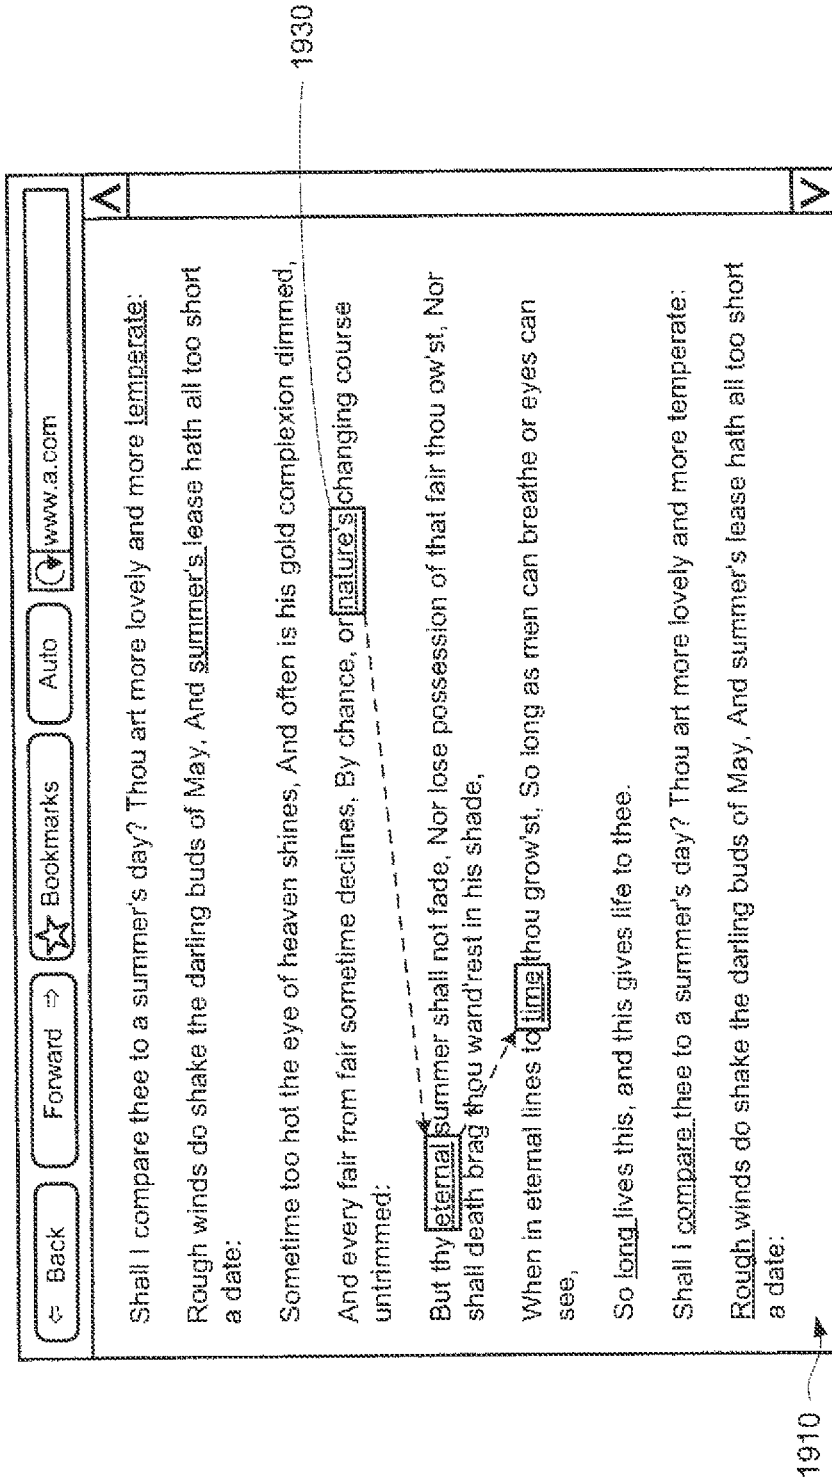 ⇦ Back
Forward ⇨
☆ Bookmarks
Auto
www.a.com
Shall I compare thee to a summer's day? Thou art more lovely and more temperate:
Rough winds do shake the darling buds of May, And summer's lease hath all too short
a date:
Sometime too hot the eye of heaven shines, And often is his gold complexion dimmed,
And every fair from fair sometime declines, By chance, or nature's changing course
untrimmed:
But thy eternal summer shall not fade, Nor lose possession of that fair thou ow'st, Nor
shall death brag thou wand'rest in his shade,
When in eternal lines to time thou grow'st, So long as men can breathe or eyes can
see,
So long lives this, and this gives life to thee.
Shall I compare thee to a summer's day? Thou art more lovely and more temperate:
Rough winds do shake the darling buds of May, And summer's lease hath all too short
a date:
1930
1910